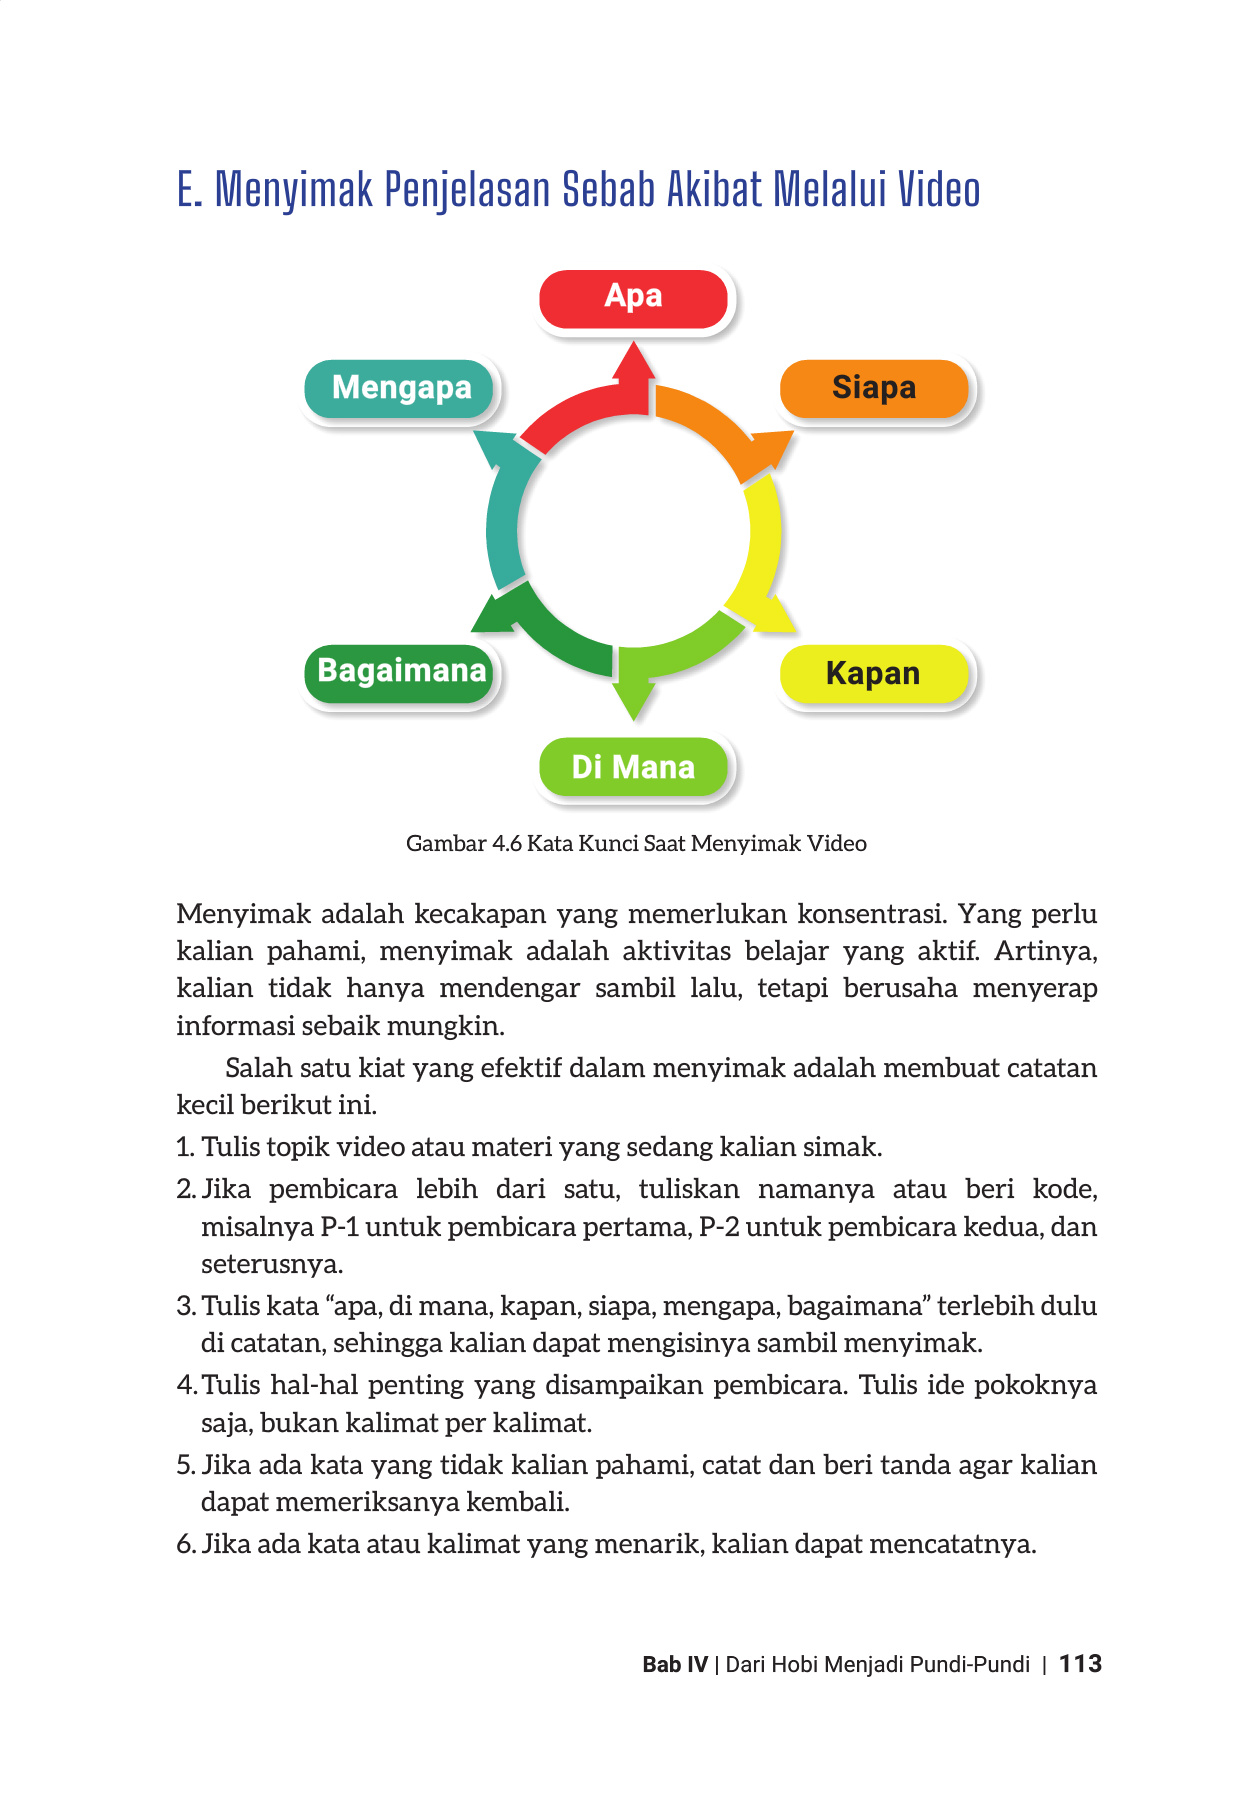 E. Menyimak Penjelasan Sebab Akibat Melalui Video
Apa
Mengapa
Siapa
Bagaimana
Kapan
Di Mana
Gambar 4.6 Kata Kunci Saat Menyimak Video
Menyimak adalah kecakapan yang memerlukan konsentrasi. Yang perlu
kalian pahami, menyimak adalah aktivitas belajar yang aktif. Artinya,
kalian tidak hanya mendengar sambil lalu, tetapi berusaha menyerap
informasi sebaik mungkin.
Salah satu kiat yang efektif dalam menyimak adalah membuat catatan
kecil berikut ini.
1. Tulis topik video atau materi yang sedang kalian simak.
2. Jika pembicara lebih dari satu, tuliskan namanya atau beri kode,
misalnya P-1 untuk pembicara pertama, P-2 untuk pembicara kedua, dan
seterusnya.
3. Tulis kata “apa, di mana, kapan, siapa, mengapa, bagaimana” terlebih dulu
di catatan, sehingga kalian dapat mengisinya sambil menyimak.
4. Tulis hal-hal penting yang disampaikan pembicara. Tulis ide pokoknya
saja, bukan kalimat per kalimat.
5. Jika ada kata yang tidak kalian pahami, catat dan beri tanda agar kalian
dapat memeriksanya kembali.
6. Jika ada kata atau kalimat yang menarik, kalian dapat mencatatnya.
Bab IV | Dari Hobi Menjadi Pundi-Pundi | 113